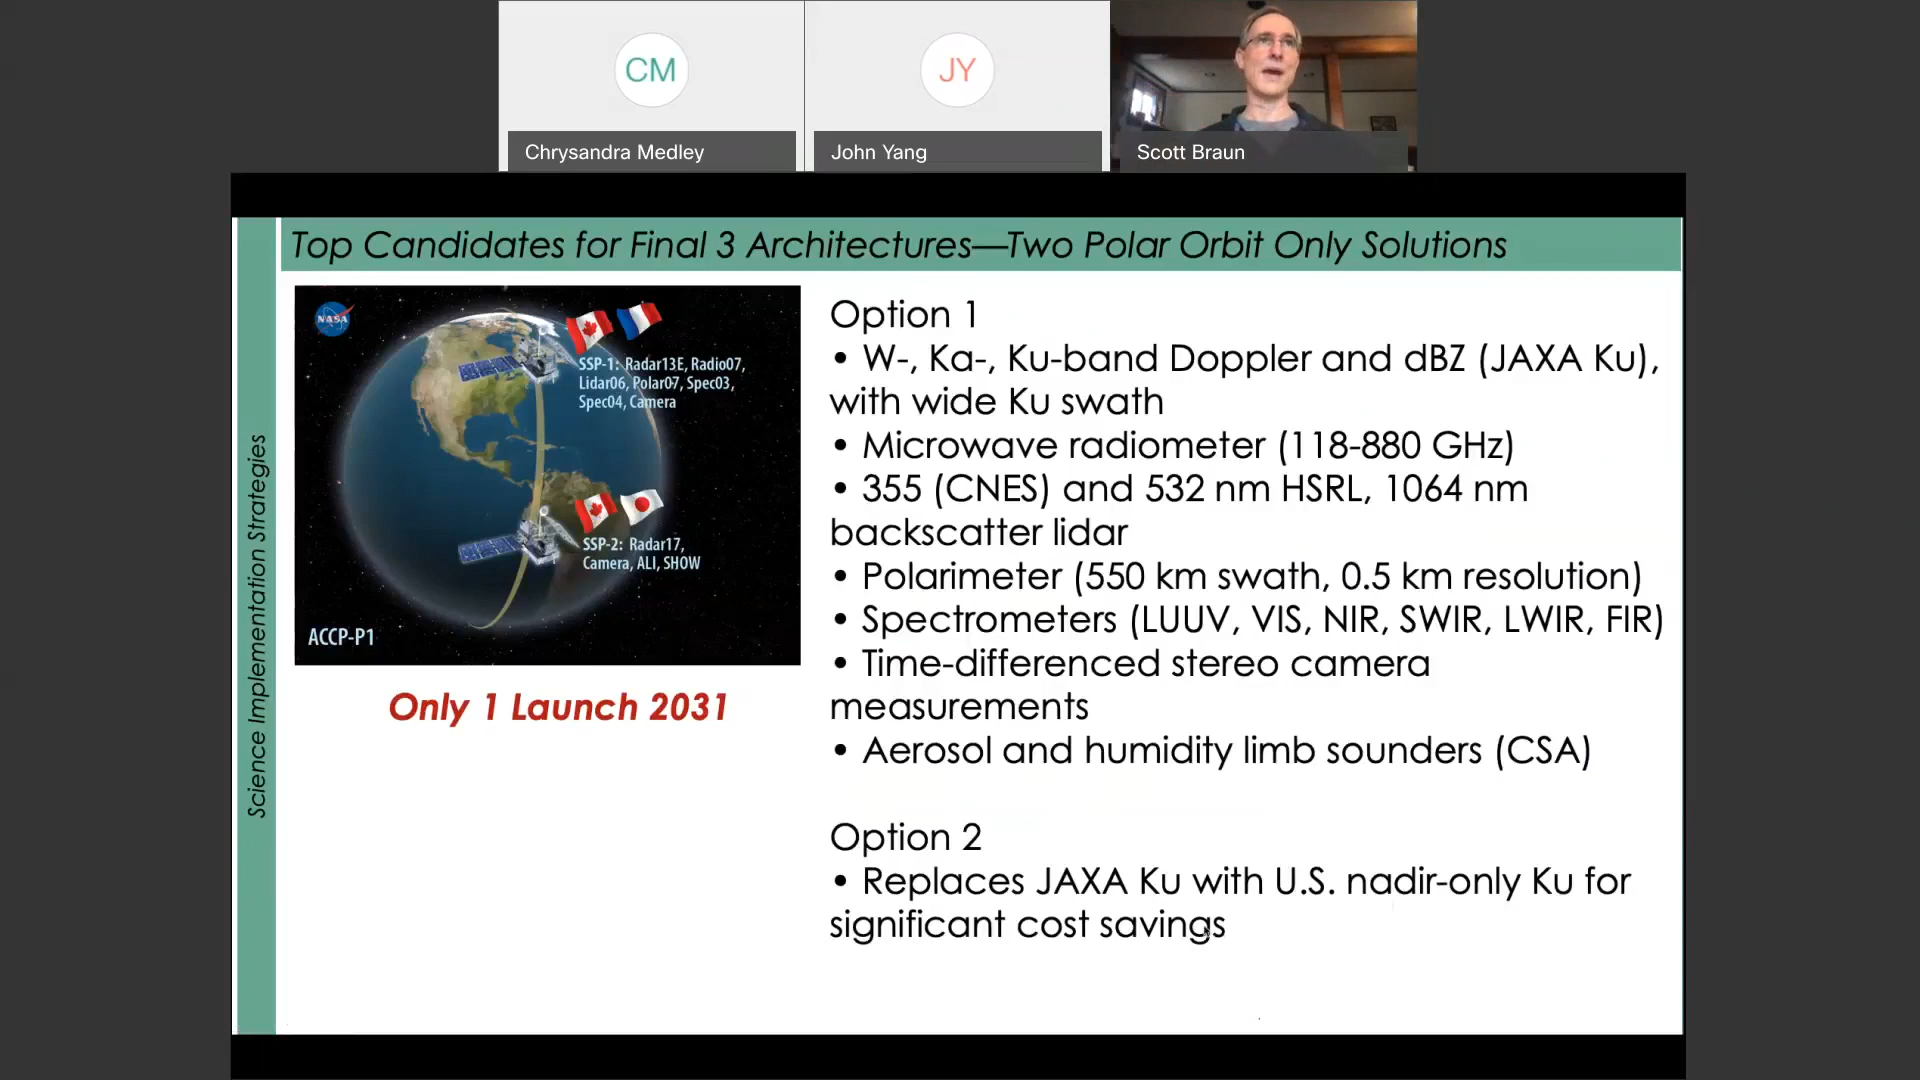 CM
JY
Chrysandra Medley
John Yang
Scott Braun
Top Candidates for Final 3 Architectures—Two Polar Orbit Only Solutions
Science Implementation Strategies
NASA
SSP-1: Radar13E, Radio07,
Lidar06, Polar07, Spec03,
Spec04, Camera
SSP-2: Radar17,
Camera, ALI, SHOW
ACCP-P1
Only 1 Launch 2031
Option 1
• W-, Ka-, Ku-band Doppler and dBZ (JAXA Ku),
with wide Ku swath
• Microwave radiometer (118-880 GHz)
• 355 (CNES) and 532 nm HSRL, 1064 nm
backscatter lidar
• Polarimeter (550 km swath, 0.5 km resolution)
• Spectrometers (LUUV, VIS, NIR, SWIR, LWIR, FIR)
• Time-differenced stereo camera
measurements
• Aerosol and humidity limb sounders (CSA)
Option 2
• Replaces JAXA Ku with U.S. nadir-only Ku for
significant cost savings